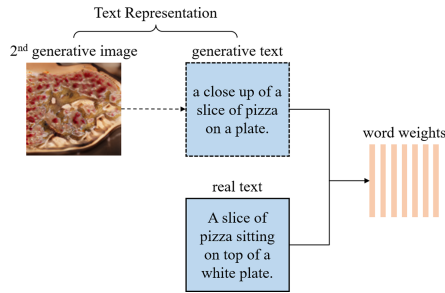 Text Representation
2nd generative image
generative text
a close up of a
slice of pizza
on a plate.
word weights
real text
A slice of
pizza sitting
on top of a
white plate.